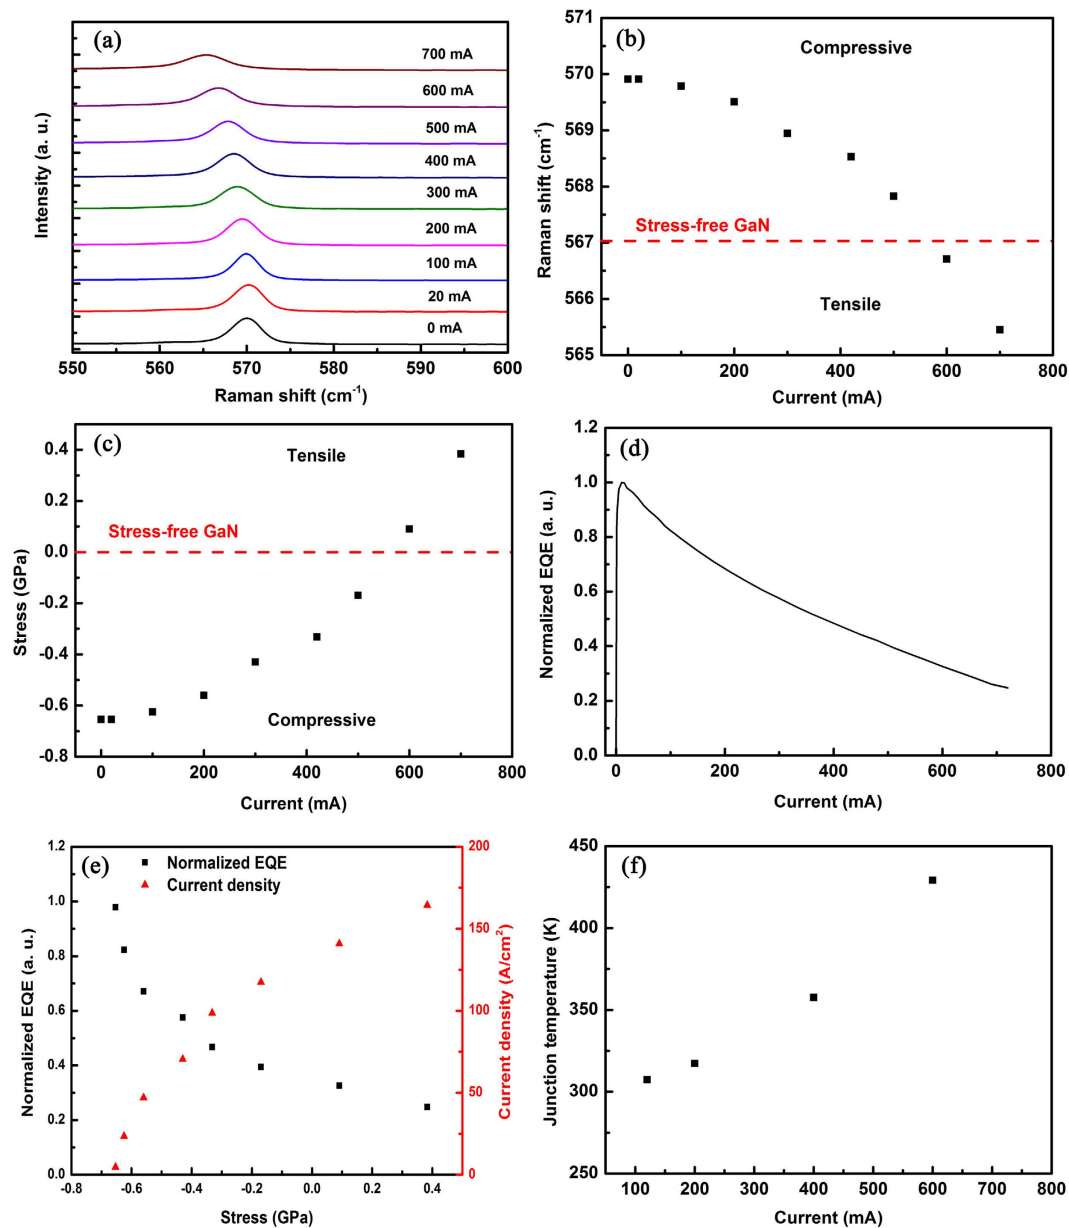 (a)
700 mA
600 mA
500 mA
400 mA
300 mA
200 mA
100 mA
20 mA
0 mA
Intensity (a. u.)
550 560 570 580 590 600
Raman shift (cm⁻¹)
(b)
571
570
569
568
567
566
565
Raman shift (cm⁻¹)
Compressive
Stress-free GaN
Tensile
0 200 400 600 800
Current (mA)
(c)
0.4
0.2
0.0
-0.2
-0.4
-0.6
-0.8
Stress (GPa)
Tensile
Stress-free GaN
Compressive
0 200 400 600 800
Current (mA)
(d)
1.2
1.0
0.8
0.6
0.4
0.2
0.0
Normalized EQE (a. u.)
0 200 400 600 800
Current (mA)
(e)
Normalized EQE
Current density
1.2
1.0
0.8
0.6
0.4
0.2
0.0
Normalized EQE (a. u.)
200
150
100
50
0
Current density (A/cm²)
-0.8 -0.6 -0.4 -0.2 0.0 0.2 0.4
Stress (GPa)
(f)
450
400
350
300
250
Junction temperature (K)
100 200 300 400 500 600 700 800
Current (mA)